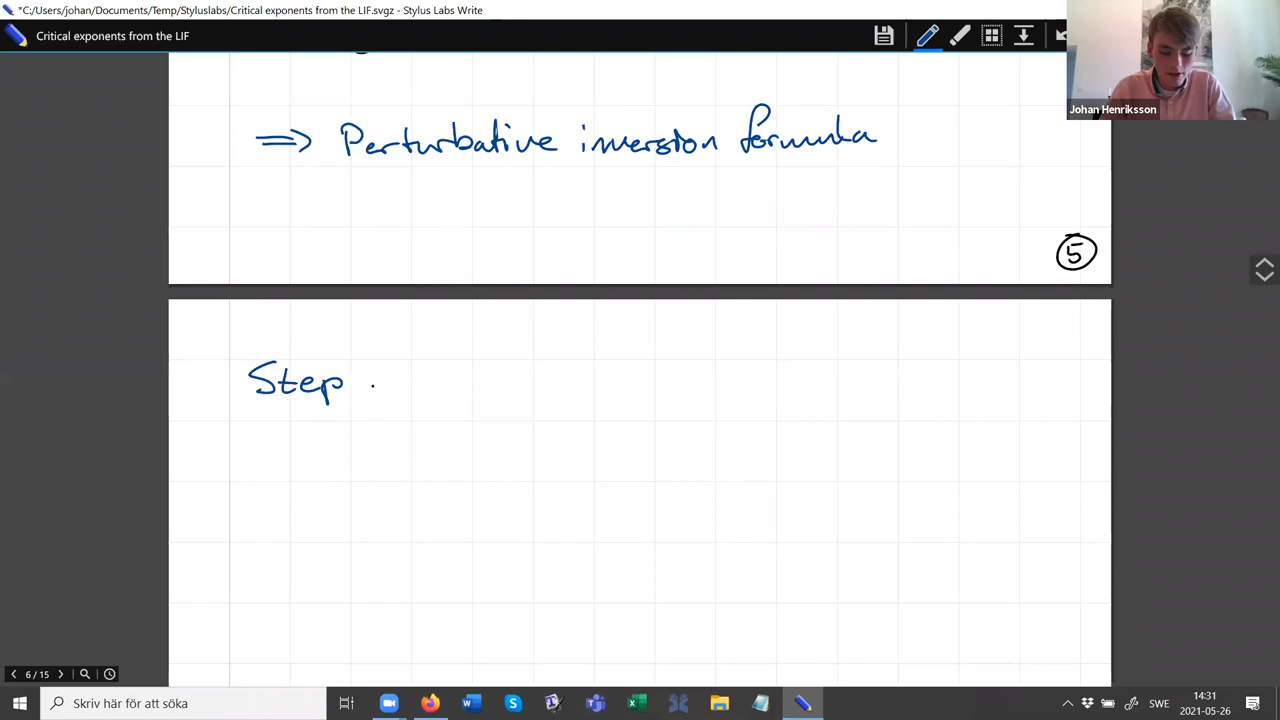 *C:/Users/johan/Documents/Temp/Styluslabs/Critical exponents from the LIF.svgz - Stylus Labs Write
Critical exponents from the LIF
Johan Henriksson
⇒ Perturbative inversion formula
5
Step
6 / 15
Skriv här för att söka
SWE
14:31
2021-05-26